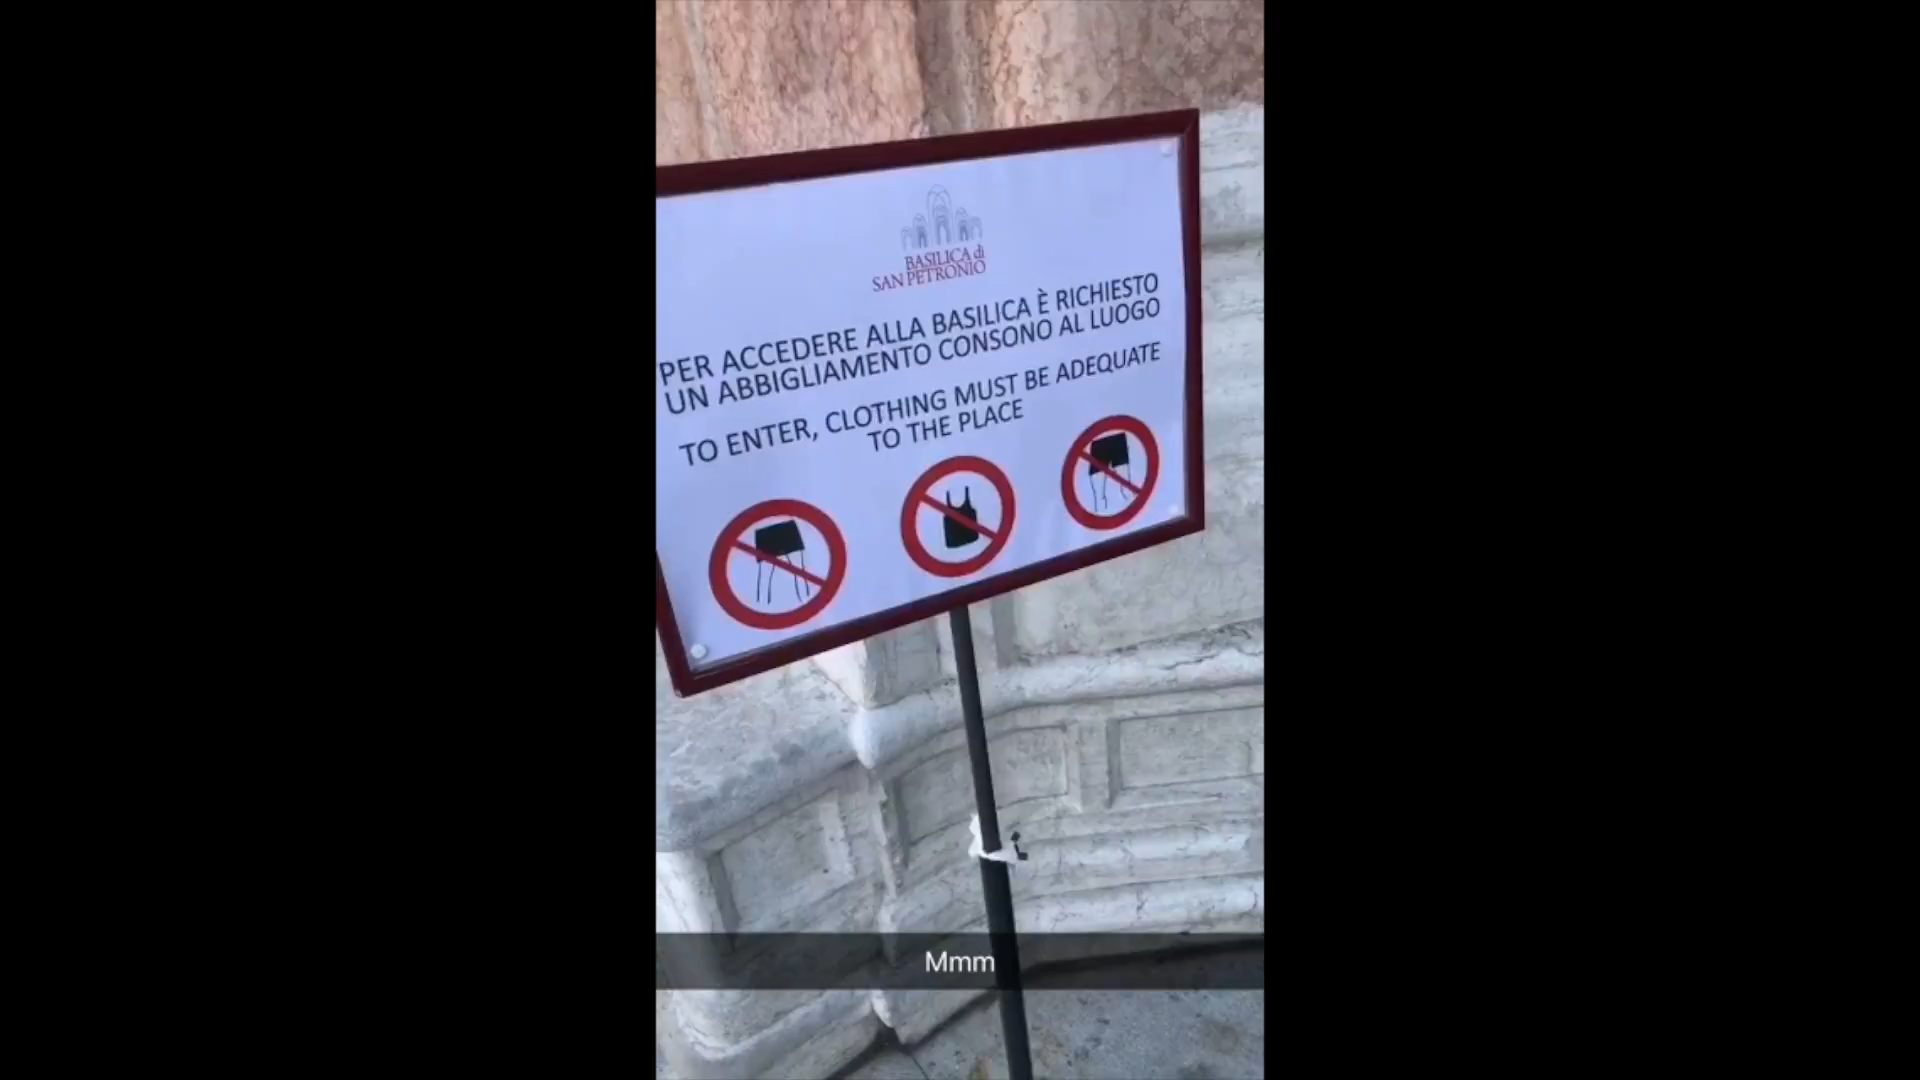 BASILICA di
SAN PETRONIO
PER ACCEDERE ALLA BASILICA È RICHIESTO
UN ABBIGLIAMENTO CONSONO AL LUOGO
TO ENTER, CLOTHING MUST BE ADEQUATE
TO THE PLACE
Mmm